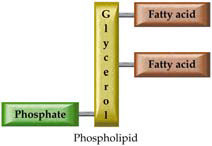 Fatty acid
Glycerol
Fatty acid
Phosphate
Phospholipid